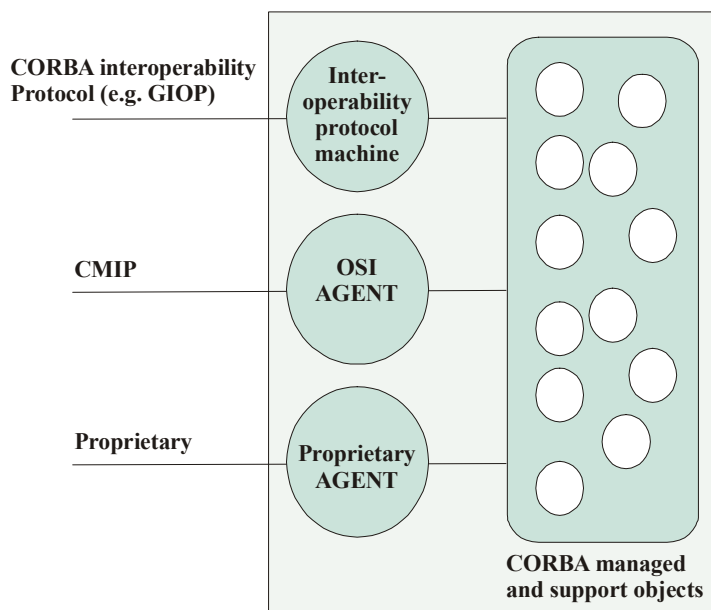 CORBA interoperability
Protocol (e.g. GIOP)
Inter-
operability
protocol
machine
CMIP
OSI
AGENT
Proprietary
Proprietary
AGENT
CORBA managed
and support objects